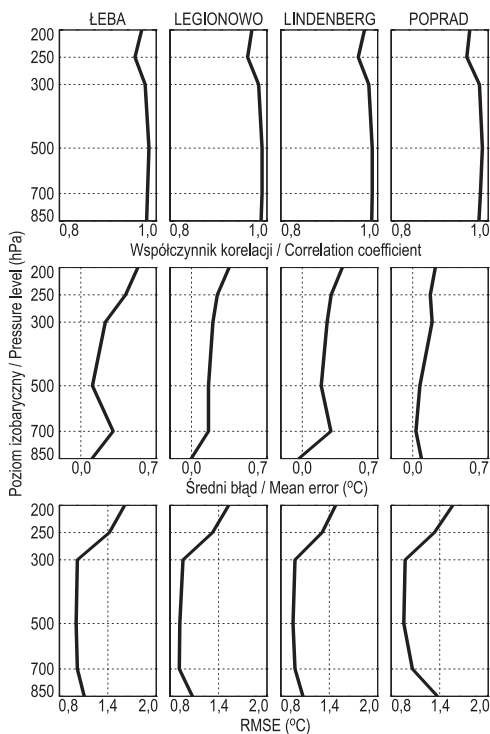 ŁEBA LEGIONOWO LINDENBERG POPRAD
200
250
300
500
700
850
0,8 1,0 0,8 1,0 0,8 1,0 0,8 1,0
Współczynnik korelacji / Correlation coefficient
Poziom izobaryczny / Pressure level (hPa)
200
250
300
500
700
850
0,0 0,7 0,0 0,7 0,0 0,7 0,0 0,7
Średni błąd / Mean error (ºC)
200
250
300
500
700
850
0,8 1,4 2,0 0,8 1,4 2,0 0,8 1,4 2,0 0,8 1,4 2,0
RMSE (ºC)